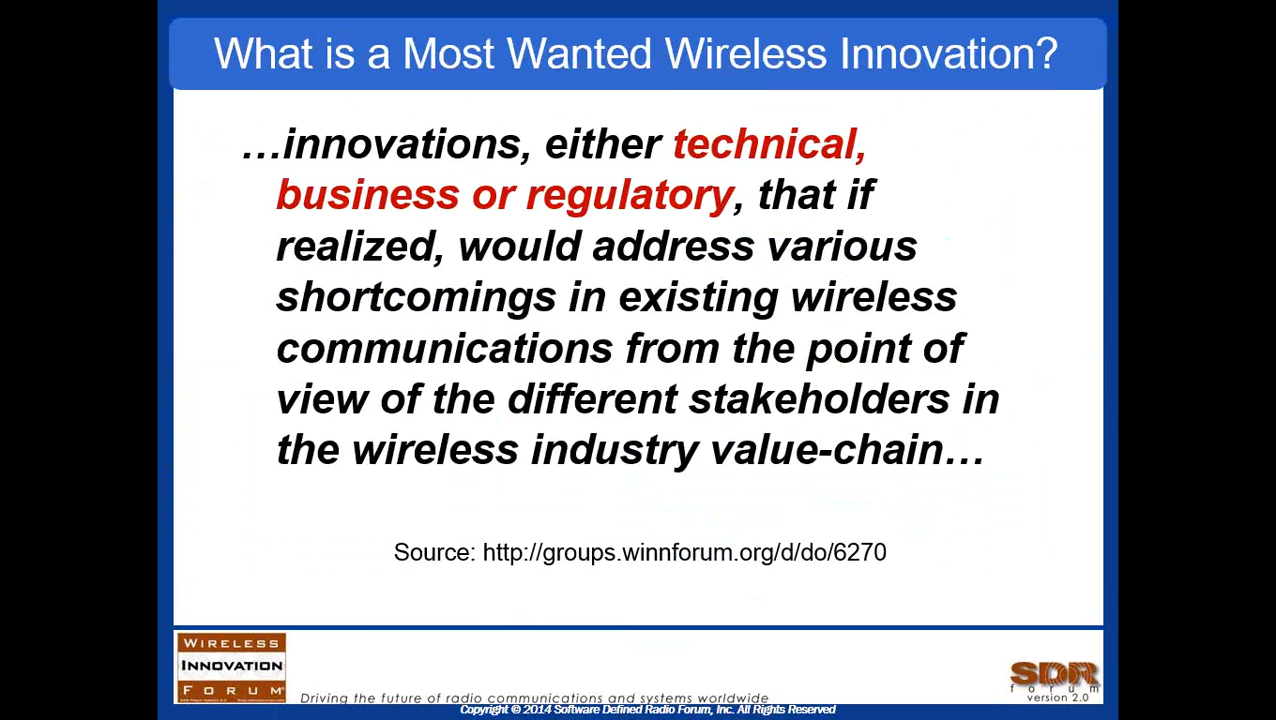 What is a Most Wanted Wireless Innovation?
…innovations, either technical,
business or regulatory, that if
realized, would address various
shortcomings in existing wireless
communications from the point of
view of the different stakeholders in
the wireless industry value-chain…
Source: http://groups.winnforum.org/d/do/6270
WIRELESS
INNOVATION
FORUM®
Driving the future of radio communications and systems worldwide
SDR
forum
version 2.0
Copyright © 2014 Software Defined Radio Forum, Inc. All Rights Reserved